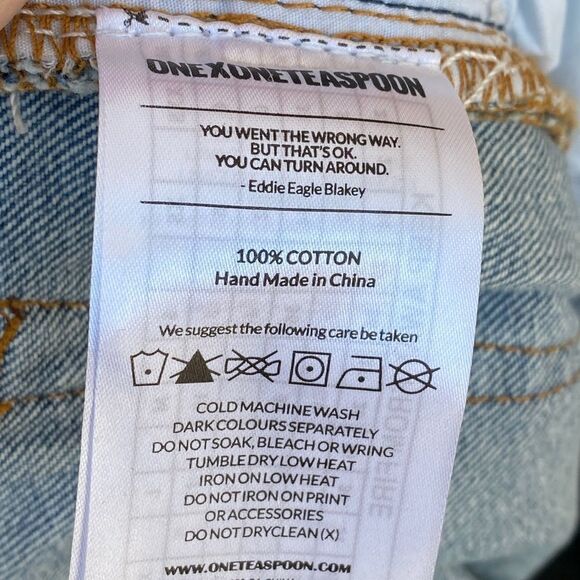 ONEXONETEASPOON
YOU WENT THE WRONG WAY.
BUT THAT'S OK.
YOU CAN TURN AROUND.
- Eddie Eagle Blakey
100% COTTON
Hand Made in China
We suggest the following care be taken
COLD MACHINE WASH
DARK COLOURS SEPARATELY
DO NOT SOAK, BLEACH OR WRING
TUMBLE DRY LOW HEAT
IRON ON LOW HEAT
DO NOT IRON ON PRINT
OR ACCESSORIES
DO NOT DRYCLEAN (X)
WWW.ONETEASPOON.COM